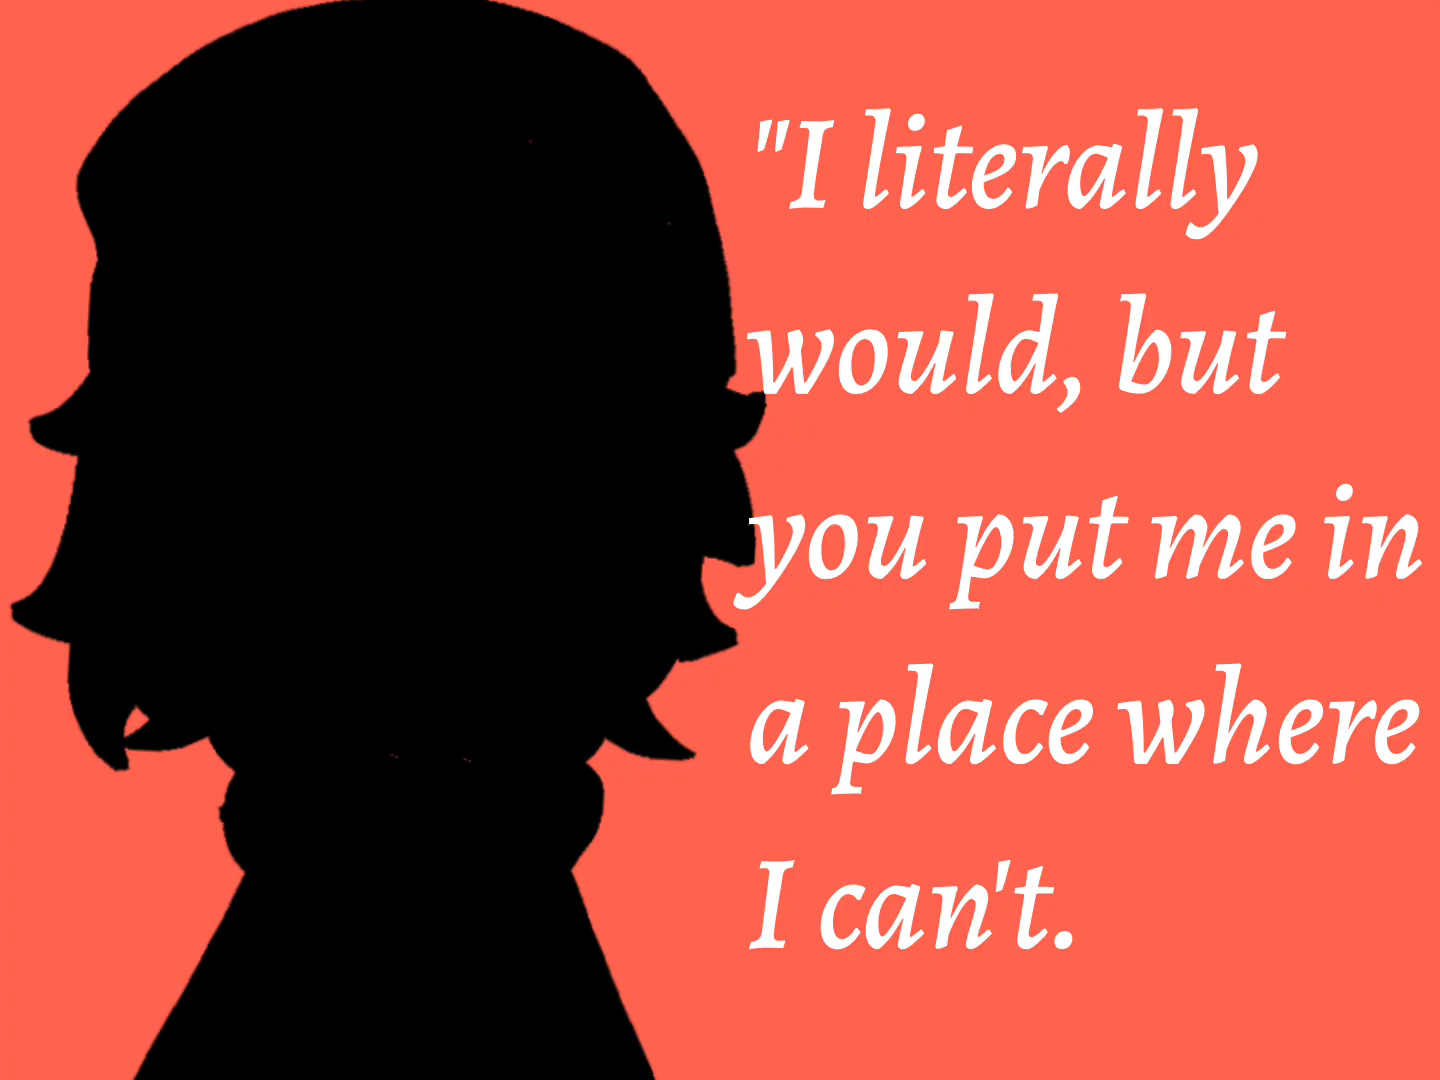 "I literally
would, but
you put me in
a place where
I can't.